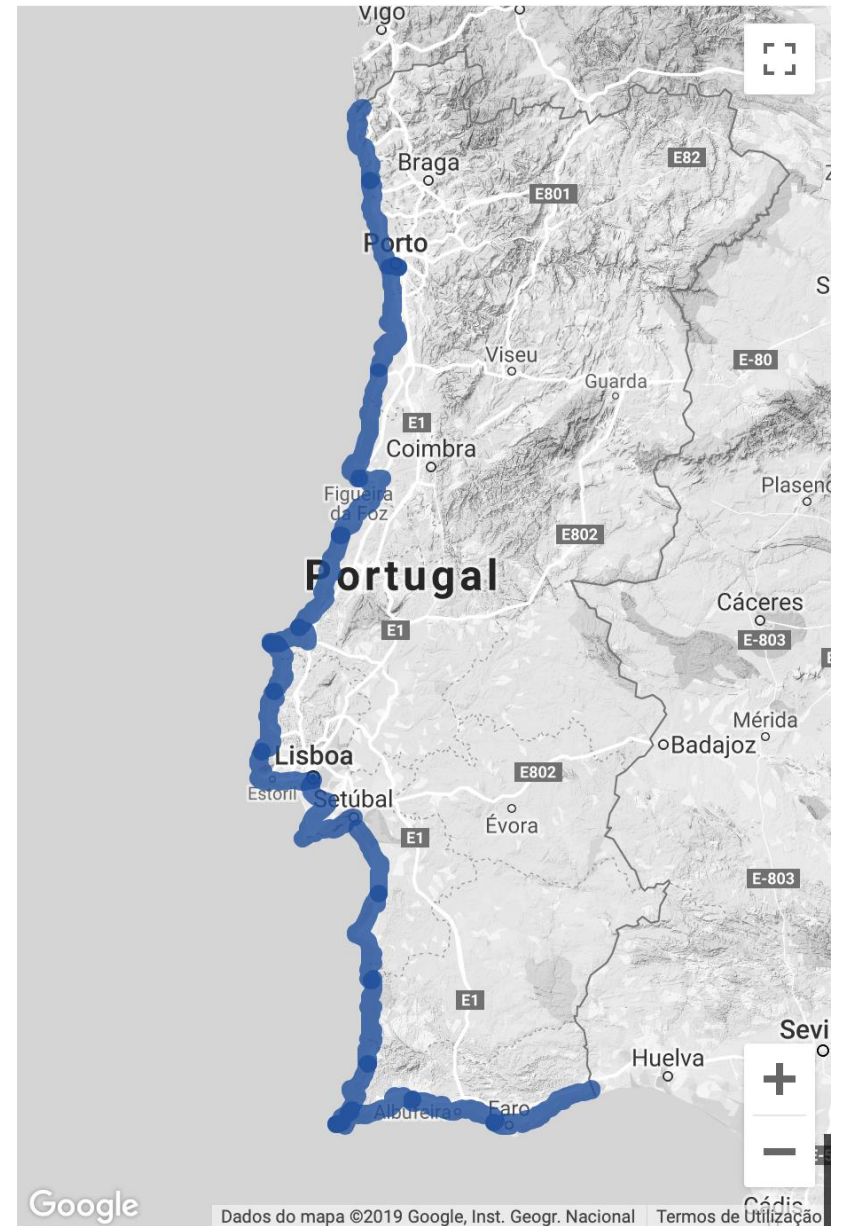 Vigo
Braga
E82
E801
Porto
Viseu
E-80
Guarda
E1
Coimbra
Figueira
da Foz
E802
Portugal
Cáceres
E1
E-803
Mérida
Badajoz
Lisboa
E802
Estoril
Setúbal
Évora
E1
E-803
E1
Sevi
Huelva
Albufeira
Faro
Cádis
Google
Dados do mapa ©2019 Google, Inst. Geogr. Nacional
Termos de Utilização